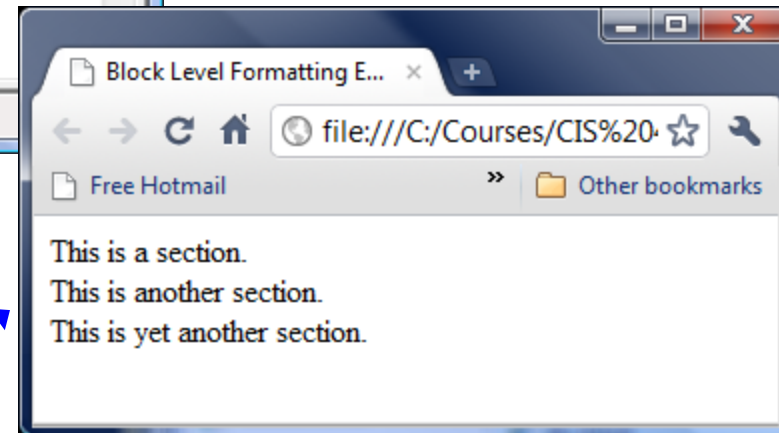 Block Level Formatting E...
file:///C:/Courses/CIS%20
Free Hotmail » Other bookmarks
This is a section.
This is another section.
This is yet another section.